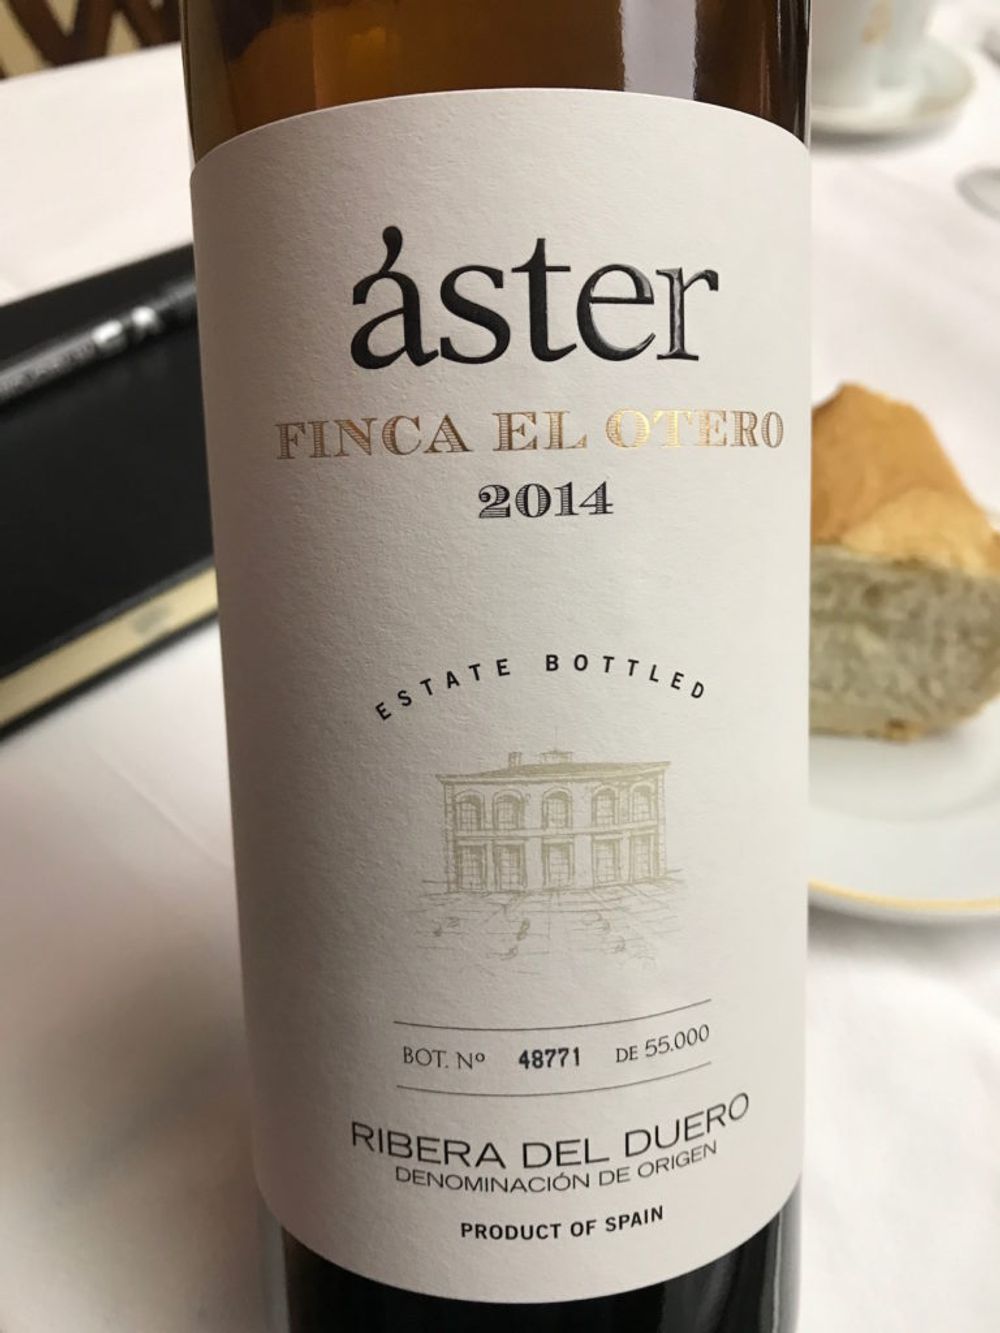 áster
FINCA EL OTERO
2014
ESTATE BOTTLED
BOT. Nº 48771 DE 55.000
RIBERA DEL DUERO
DENOMINACIÓN DE ORIGEN
PRODUCT OF SPAIN